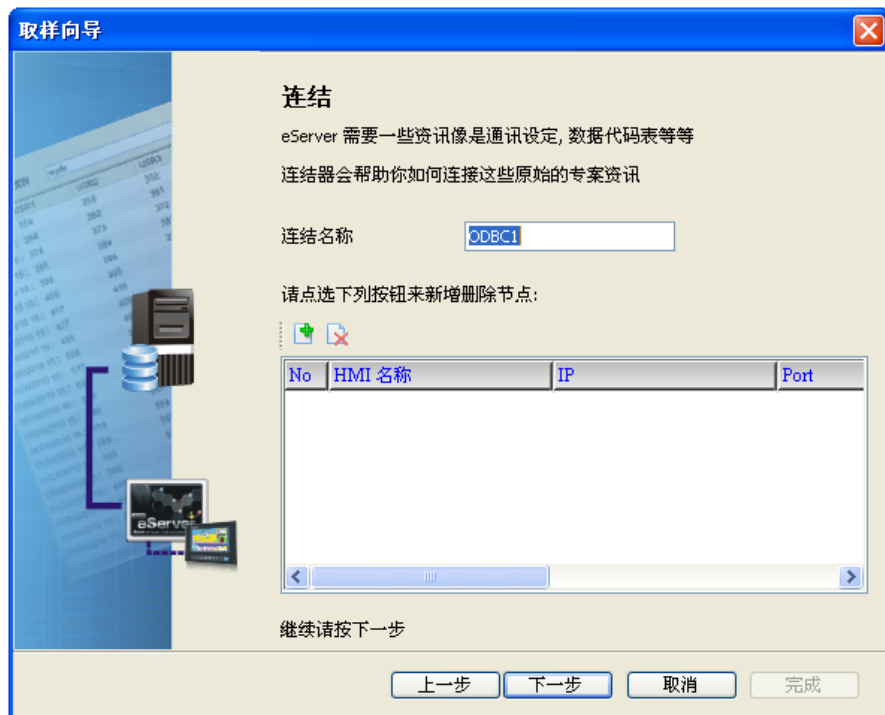 取样向导
连结
eServer 需要一些资讯像是通讯设定, 数据代码表等等
连结器会帮助你如何连接这些原始的专案资讯
连结名称
ODBC1
请点选下列按钮来新增删除节点:
No HMI 名称 IP Port
eServer
继续请按下一步
上一步 下一步 取消 完成